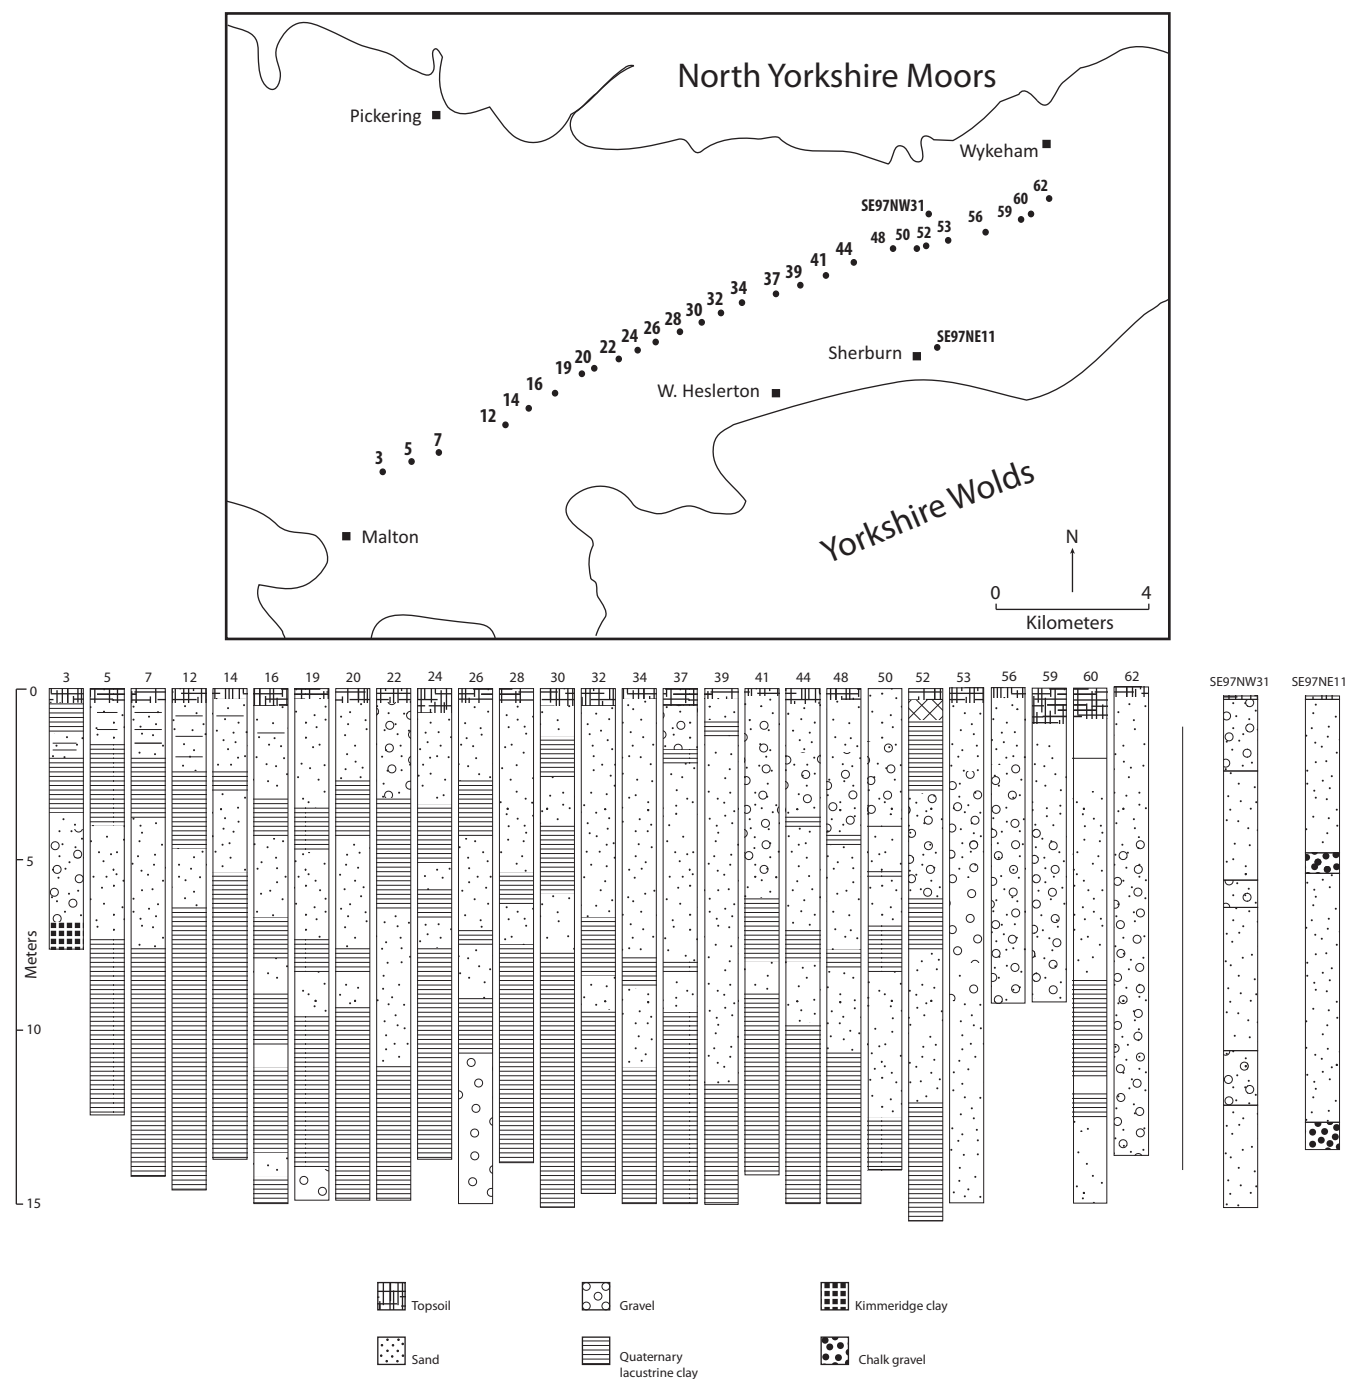 North Yorkshire Moors
Pickering
Wykeham
62
60
SE97NW31
59
56
53
52
50
48
44
41
39
37
34
32
30
28
26
24
22
20
19
16
14
12
7
5
3
SE97NE11
Sherburn
W. Heslerton
Yorkshire Wolds
Malton
N
0 4
Kilometers
3 5 7 12 14 16 19 20 22 24 26 28 30 32 34 37 39 41 44 48 50 52 53 56 59 60 62 SE97NW31 SE97NE11
0
5
Meters
10
15
Topsoil Gravel Kimmeridge clay
Sand Quaternary Chalk gravel
lacustrine clay